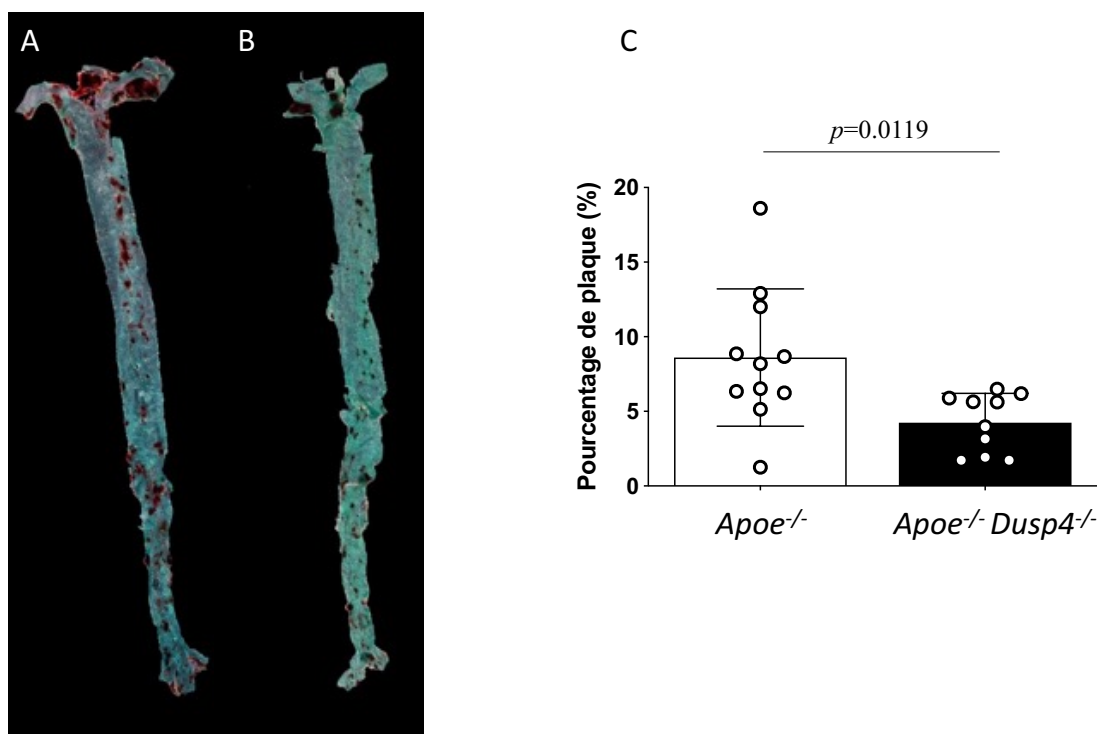 A
B
C
p=0.0119
Pourcentage de plaque (%)
20
15
10
5
0
Apoe-/-
Apoe-/- Dusp4-/-